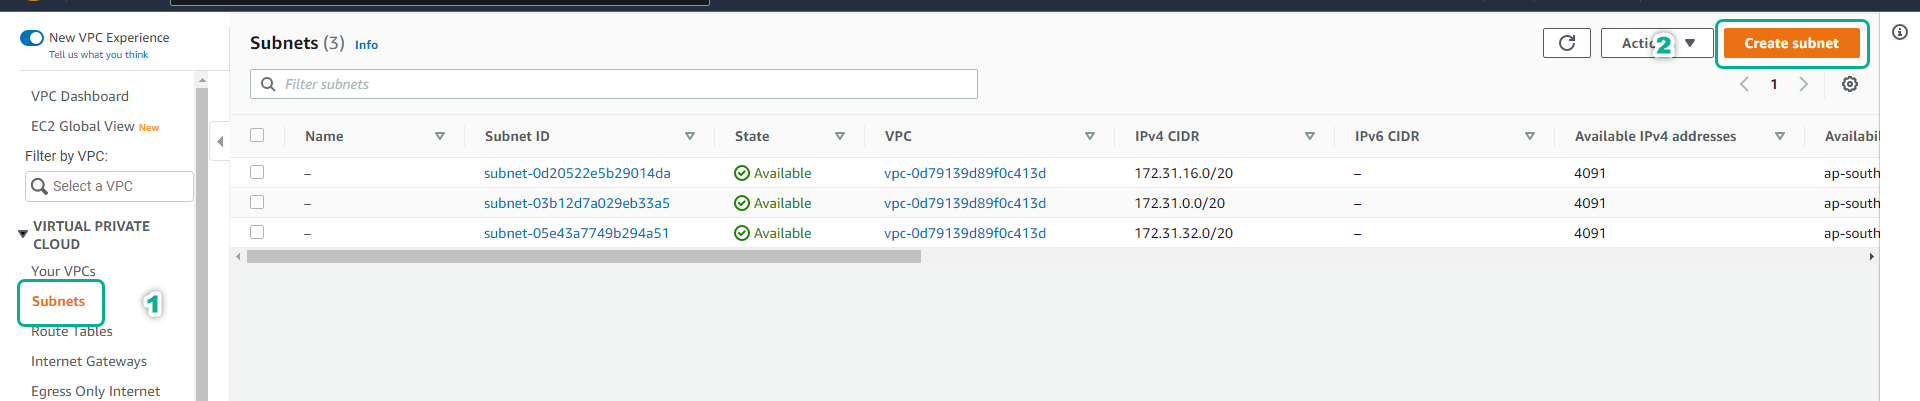 New VPC Experience
Tell us what you think
VPC Dashboard
EC2 Global View New
Filter by VPC:
Select a VPC
VIRTUAL PRIVATE
CLOUD
Your VPCs
Subnets
1
Route Tables
Internet Gateways
Egress Only Internet
Subnets (3) Info
2
Create subnet
Filter subnets
1
Name Subnet ID State VPC IPv4 CIDR IPv6 CIDR Available IPv4 addresses Availabil
– subnet-0d20522e5b29014da Available vpc-0d79139d89f0c413d 172.31.16.0/20 – 4091 ap-south
– subnet-03b12d7a029eb33a5 Available vpc-0d79139d89f0c413d 172.31.0.0/20 – 4091 ap-south
– subnet-05e43a7749b294a51 Available vpc-0d79139d89f0c413d 172.31.32.0/20 – 4091 ap-south